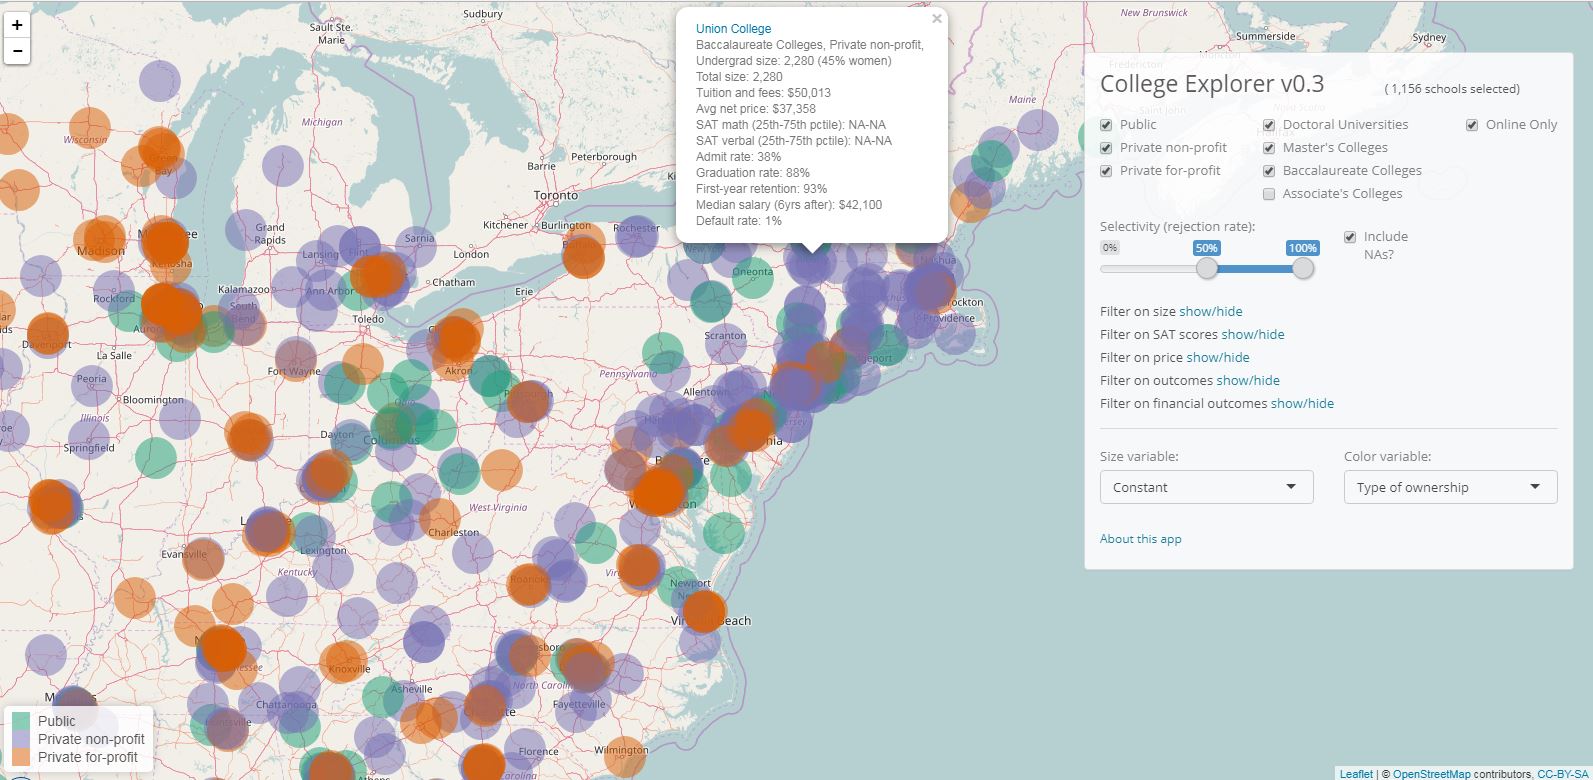 +
−
Sudbury
Sault Ste.
Marie
New Brunswick
Summerside
Sydney
Fredericton
Maine
Michigan
Wisconsin
Bay
Barrie
Peterborough
Toronto
Kitchener
Burlington
Rochester
Sarnia
London
Grand
Rapids
Lansing
Flint
Madison
Kenosha
Chatham
Erie
Oneonta
Kalamazoo
Ann Arbor
Rockford
South
Bend
Toledo
Providence
Davenport
La Salle
Scranton
Akron
Fort Wayne
Pennsylvania
Peoria
Bloomington
Allentown
Illinois
Springfield
Dayton
Columbus
West Virginia
Charleston
Evansville
Lexington
Kentucky
Roanoke
Newport
Virginia Beach
Knoxville
Asheville
North Carolina
Chattanooga
Fayetteville
Huntsville
Florence
Wilmington
×
Union College
Baccalaureate Colleges, Private non-profit,
Undergrad size: 2,280 (45% women)
Total size: 2,280
Tuition and fees: $50,013
Avg net price: $37,358
SAT math (25th-75th pctile): NA-NA
SAT verbal (25th-75th pctile): NA-NA
Admit rate: 38%
Graduation rate: 88%
First-year retention: 93%
Median salary (6yrs after): $42,100
Default rate: 1%
College Explorer v0.3
( 1,156 schools selected)
Public
Doctoral Universities
Online Only
Private non-profit
Master's Colleges
Private for-profit
Baccalaureate Colleges
Associate's Colleges
Selectivity (rejection rate):
0%
50%
100%
Include
NAs?
Filter on size show/hide
Filter on SAT scores show/hide
Filter on price show/hide
Filter on outcomes show/hide
Filter on financial outcomes show/hide
Size variable:
Color variable:
Constant
Type of ownership
About this app
Public
Private non-profit
Private for-profit
Leaflet | © OpenStreetMap contributors, CC-BY-SA